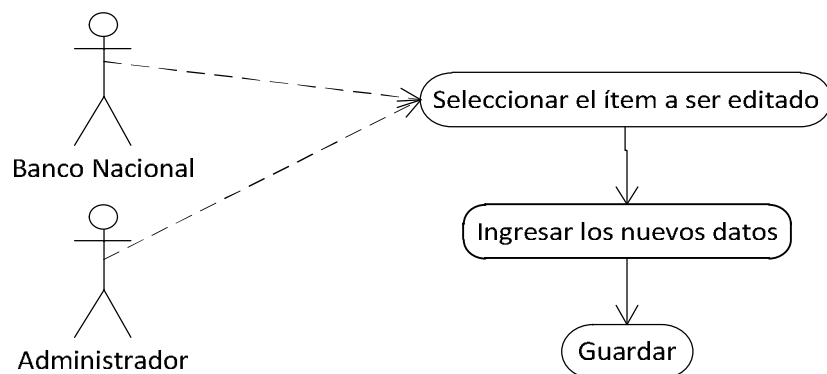 Banco Nacional
Seleccionar el ítem a ser editado
Ingresar los nuevos datos
Administrador
Guardar